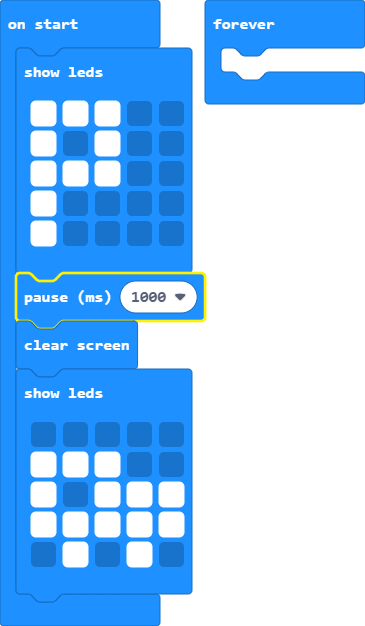 on start
show leds
pause (ms) 1000
clear screen
show leds
forever